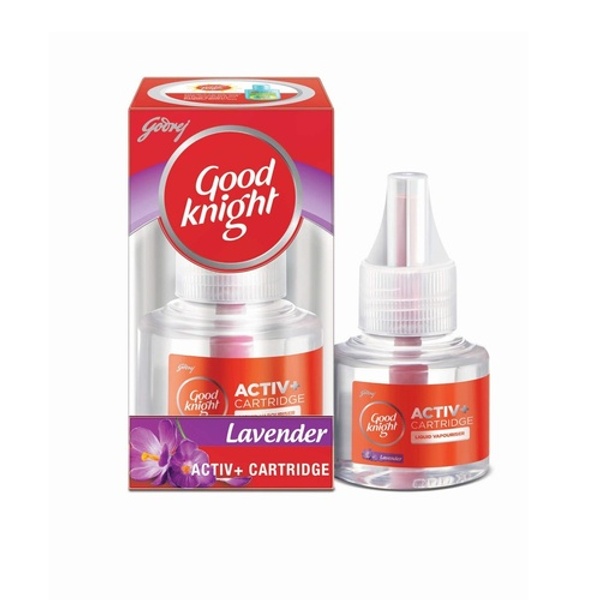 Godrej
Good
knight
Godrej
Good
knight
ACTIV+
CARTRIDGE
Lavender
ACTIV+ CARTRIDGE
Godrej
Good
knight
ACTIV+
CARTRIDGE
LIQUID VAPOURISER
Lavender